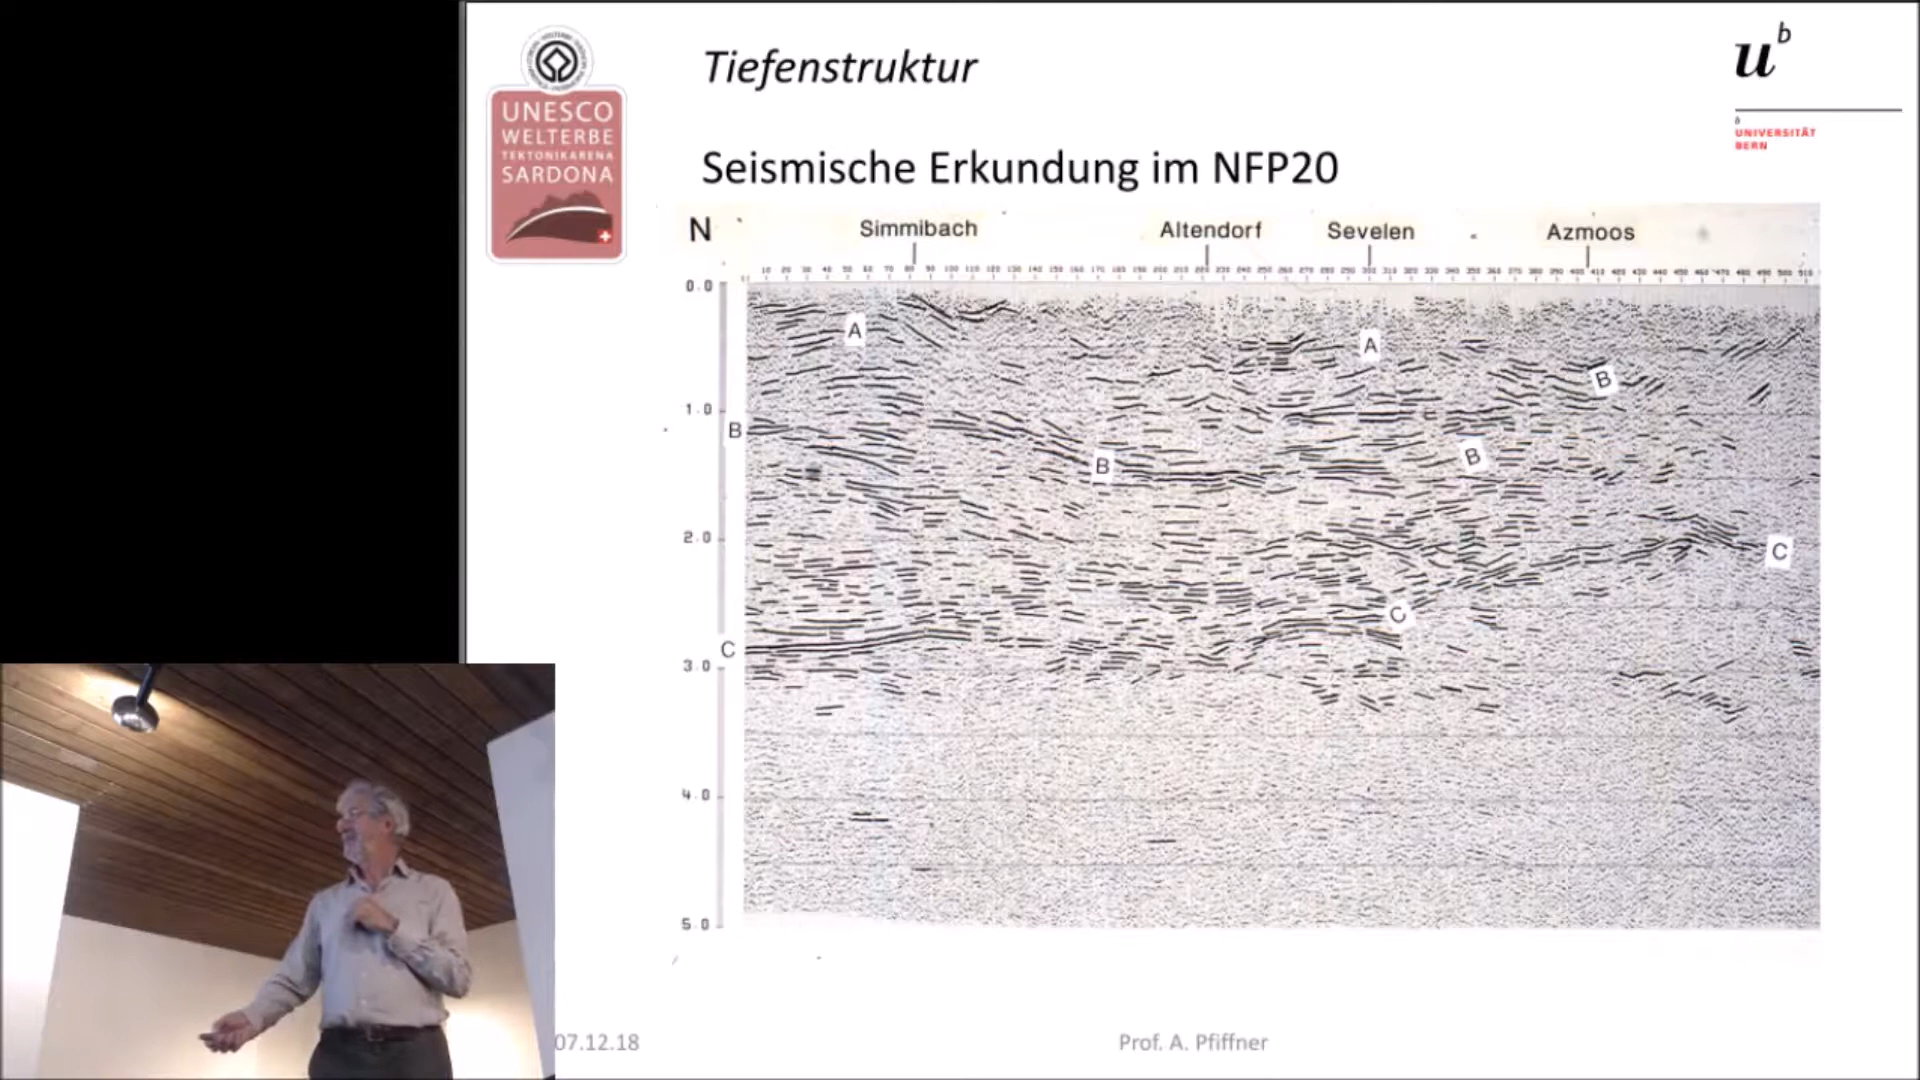 Tiefenstruktur
UNESCO
WELTERBE
TEKTONIKARENA
SARDONA
u
b
b
UNIVERSITÄT
BERN
Seismische Erkundung im NFP20
N
Simmibach Altendorf Sevelen Azmoos
0.0
1.0
2.0
3.0
4.0
5.0
A
A
B
B
B
B
C
C
C
07.12.18
Prof. A. Pfiffner